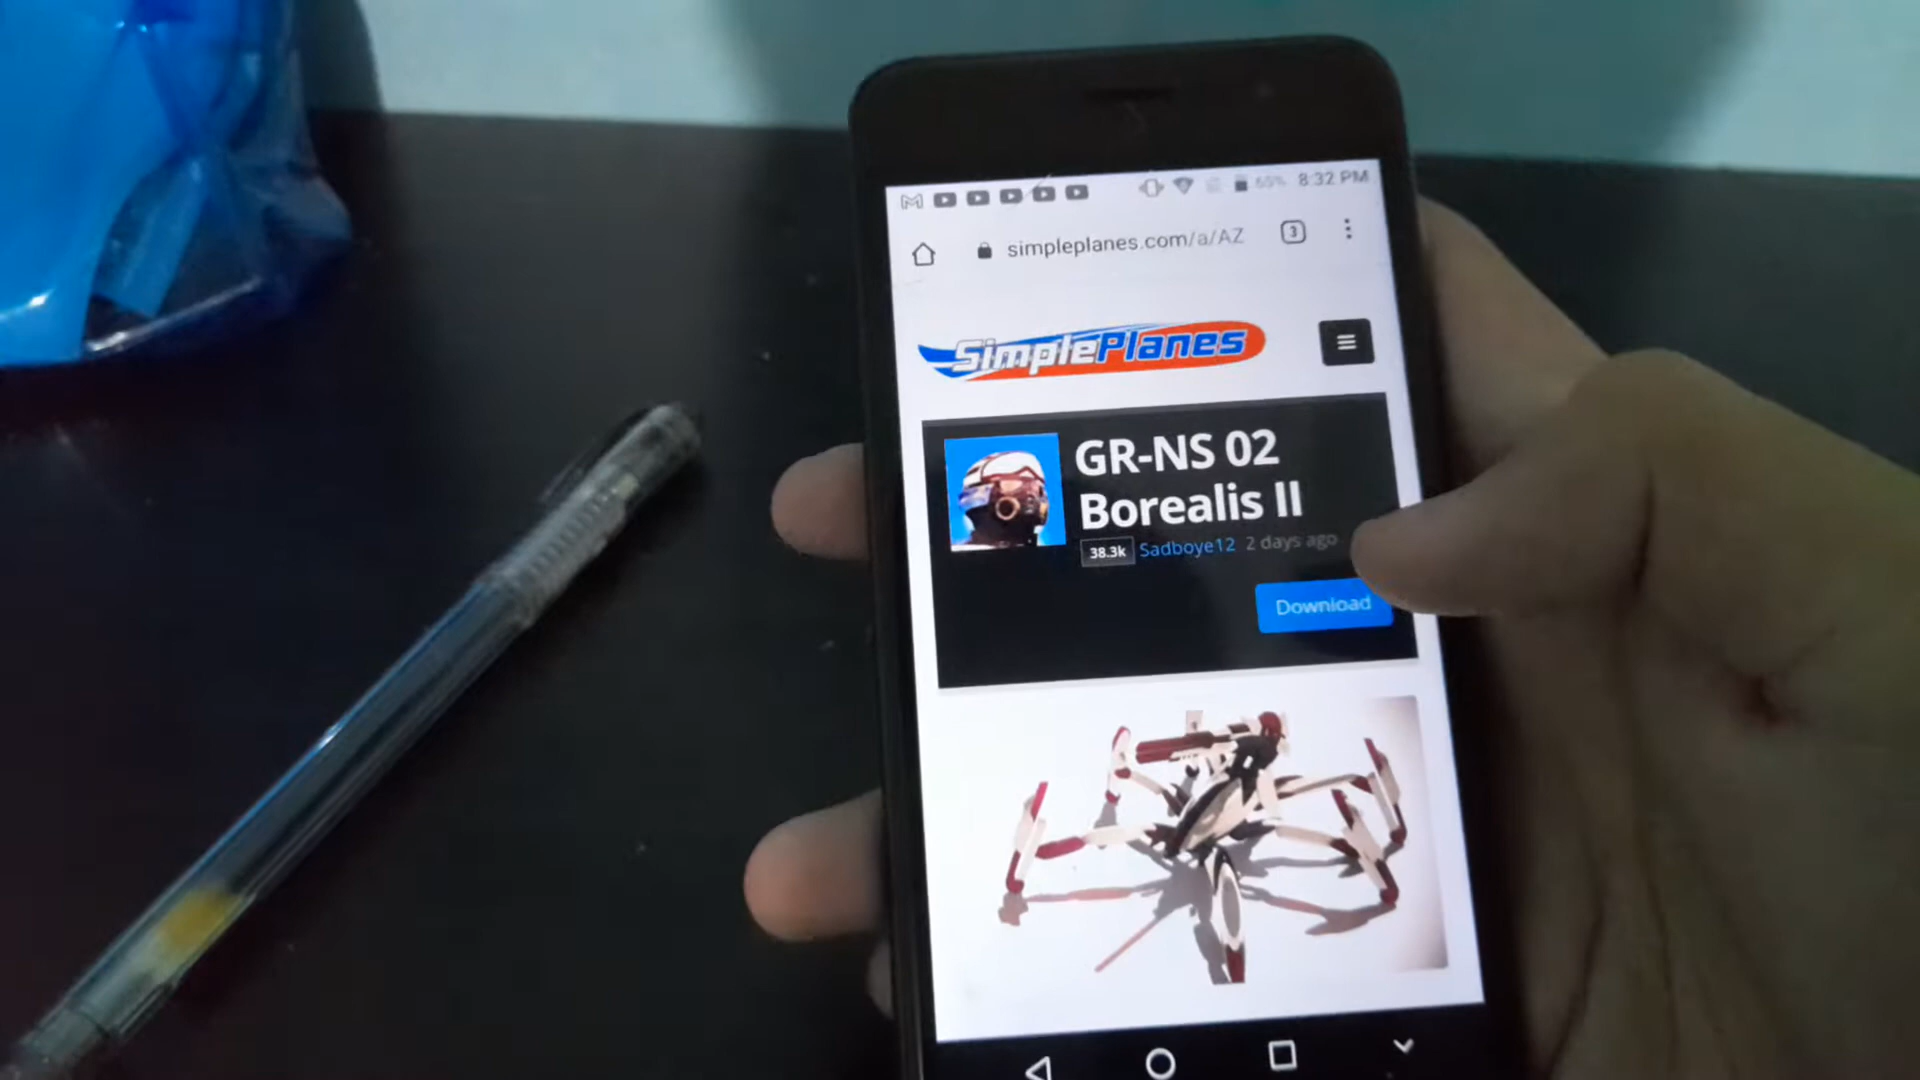 65% 8:32 PM
simpleplanes.com/a/AZ 3
SimplePlanes
GR-NS 02
Borealis II
38.3k Sadboye12 2 days ago
Download